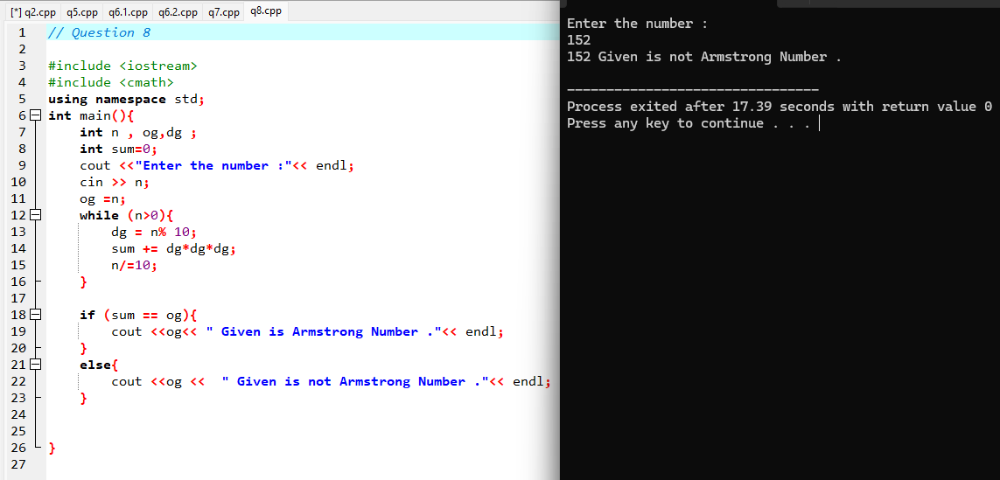 [*] q2.cpp q5.cpp q6.1.cpp q6.2.cpp q7.cpp q8.cpp
1 // Question 8
2
3 #include <iostream>
4 #include <cmath>
5 using namespace std;
6 int main(){
7 int n , og,dg ;
8 int sum=0;
9 cout <<"Enter the number :"<< endl;
10 cin >> n;
11 og =n;
12 while (n>0){
13 dg = n% 10;
14 sum += dg*dg*dg;
15 n/=10;
16 }
17
18 if (sum == og){
19 cout <<og<< " Given is Armstrong Number ."<< endl;
20 }
21 else{
22 cout <<og <<  " Given is not Armstrong Number ."<< endl;
23 }
24
25
26 }
27
Enter the number :
152
152 Given is not Armstrong Number .
--------------------------------
Process exited after 17.39 seconds with return value 0
Press any key to continue . . .